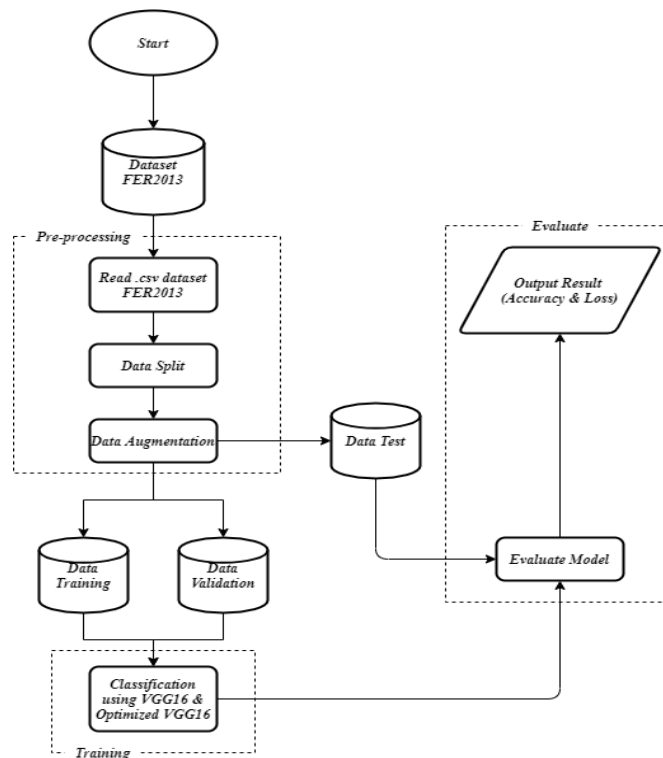 Start
Dataset
FER2013
Pre-processing
Read .csv dataset
FER2013
Data Split
Data Augmentation
Data Test
Data
Training
Data
Validation
Classification
using VGG16 &
Optimized VGG16
Training
Evaluate
Output Result
(Accuracy & Loss)
Evaluate Model